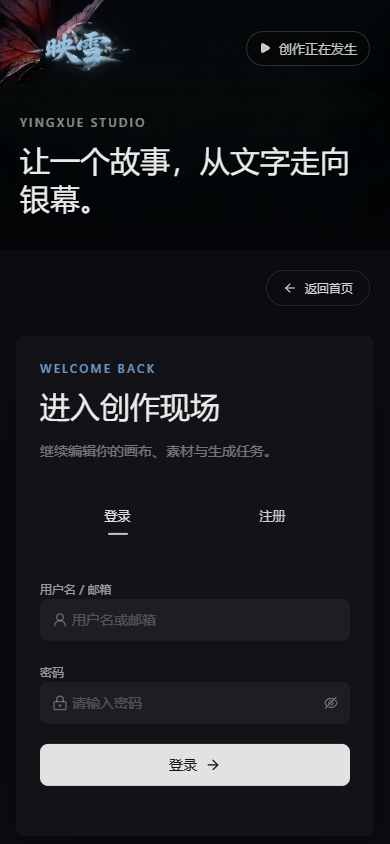 映雪
创作正在发生
YINGXUE STUDIO
让一个故事，从文字走向
银幕。
返回首页
WELCOME BACK
进入创作现场
继续编辑你的画布、素材与生成任务。
登录
注册
用户名 / 邮箱
用户名或邮箱
密码
请输入密码
登录